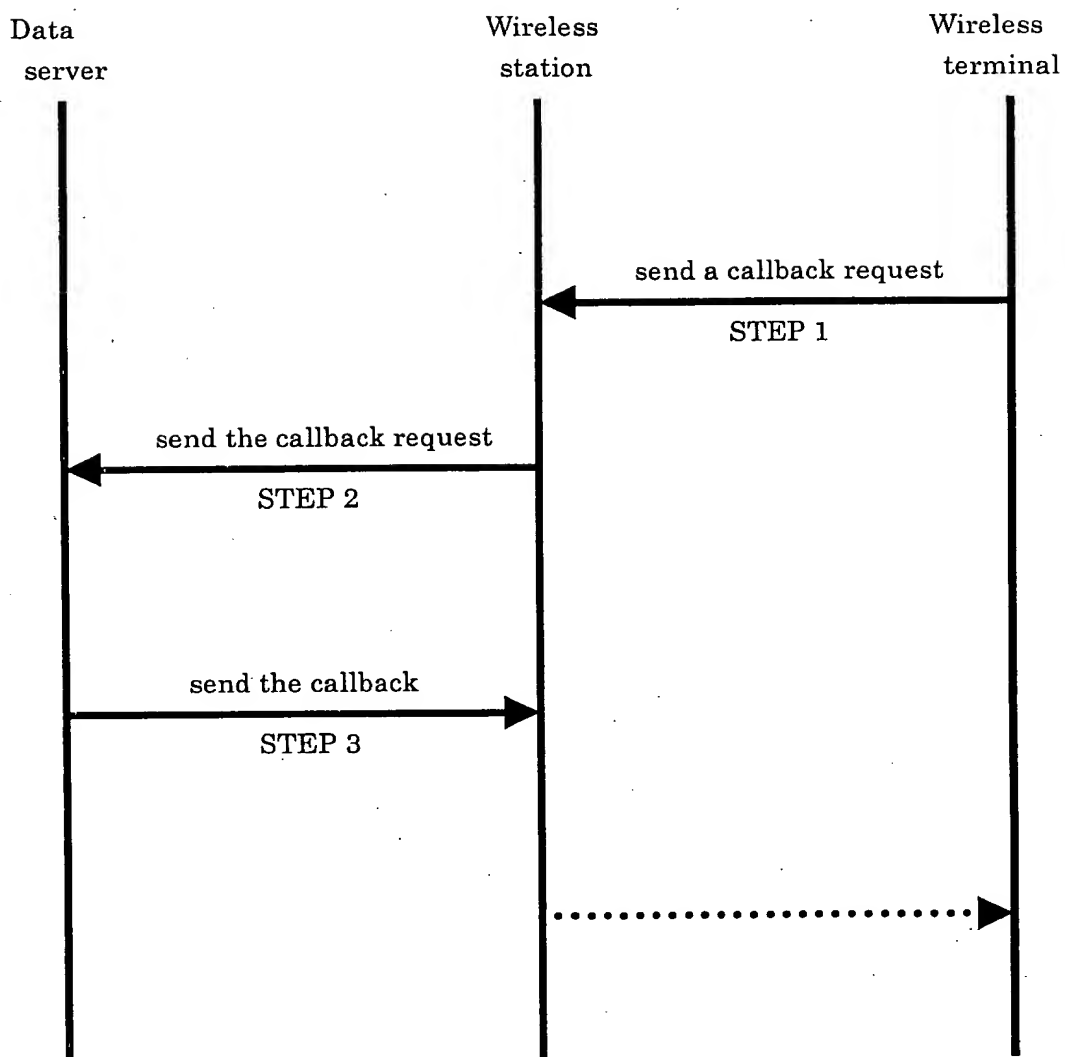 Data
server
Wireless
station
Wireless
terminal
send a callback request
STEP 1
send the callback request
STEP 2
send the callback
STEP 3